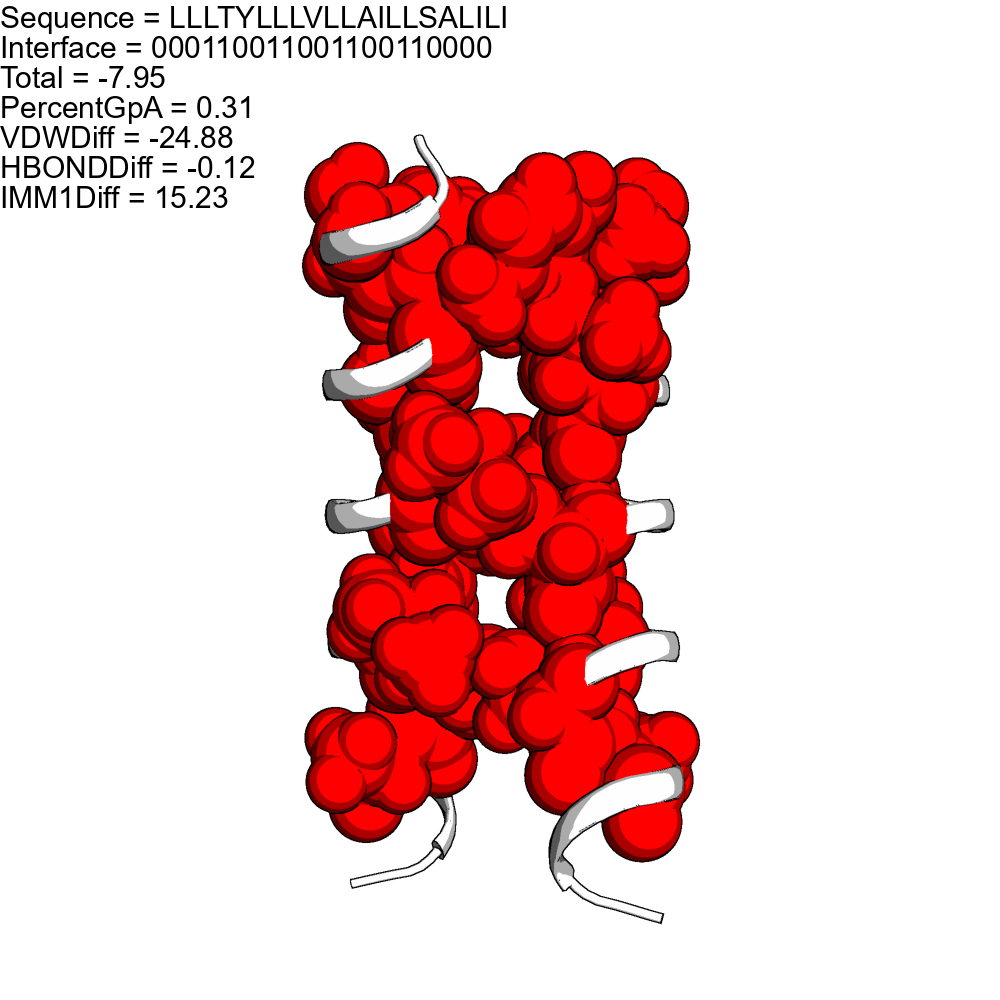 Sequence = LLLTYLLLVLLAILLSALILI
Interface = 000110011001100110000
Total = -7.95
PercentGpA = 0.31
VDWDiff = -24.88
HBONDDiff = -0.12
IMM1Diff = 15.23